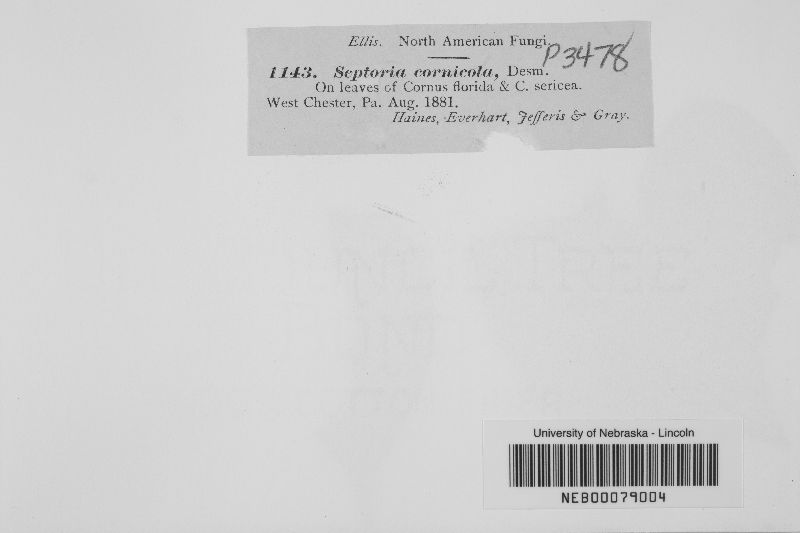 Ellis. North American Fungi.
P3478
1143. Septoria cornicola, Desm.
On leaves of Cornus florida & C. sericea.
West Chester, Pa. Aug. 1881.
Haines, Everhart, Jefferis & Gray.
University of Nebraska - Lincoln
NEB00079004